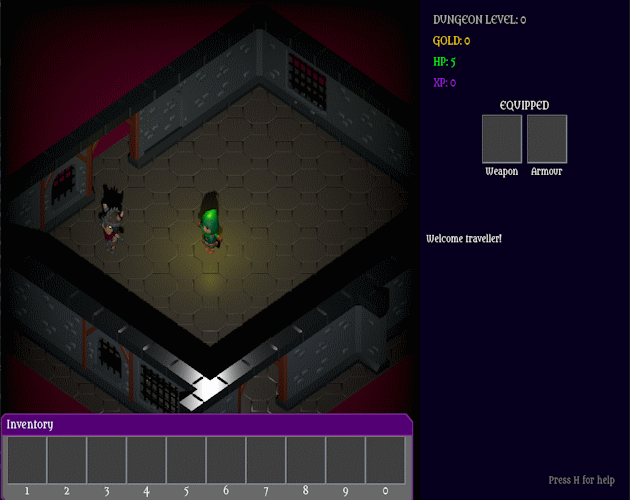 DUNGEON LEVEL: 0
GOLD: 0
HP: 5
XP: 0
EQUIPPED
Weapon Armour
Welcome traveller!
Inventory
1 2 3 4 5 6 7 8 9 0
Press H for help